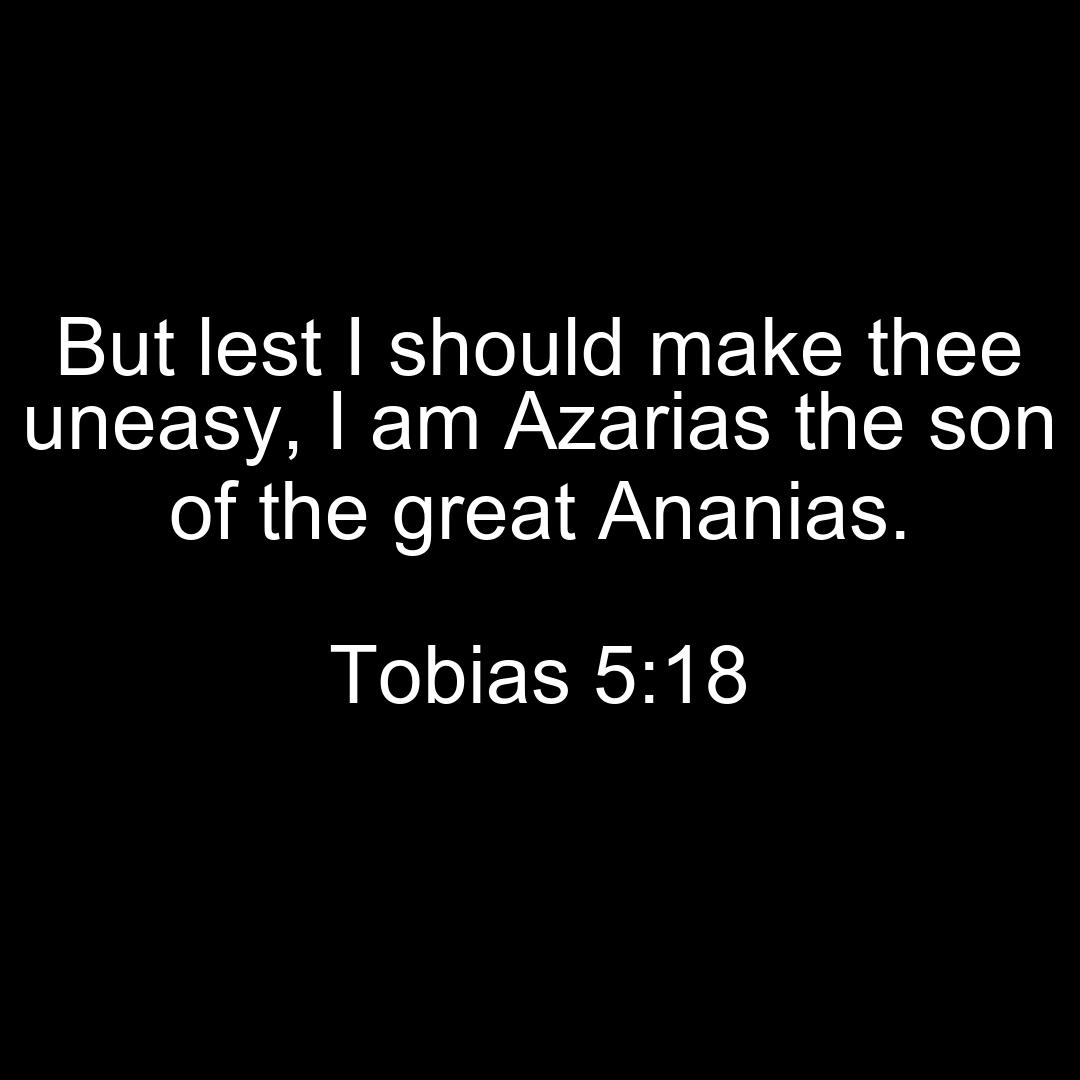 But lest I should make thee
uneasy, I am Azarias the son
of the great Ananias.
Tobias 5:18